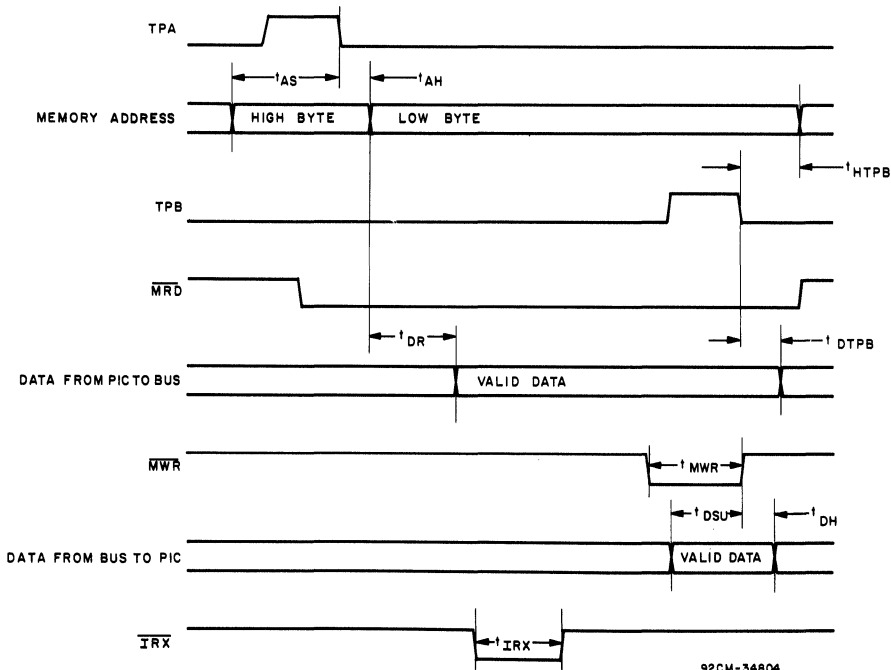 TPA
tAS
tAH
MEMORY ADDRESS
HIGH BYTE
LOW BYTE
tHTPB
TPB
MRD
tDR
tDTPB
DATA FROM PIC TO BUS
VALID DATA
MWR
tMWR
tDSU
tDH
DATA FROM BUS TO PIC
VALID DATA
IRX
tIRX
92CM-34804